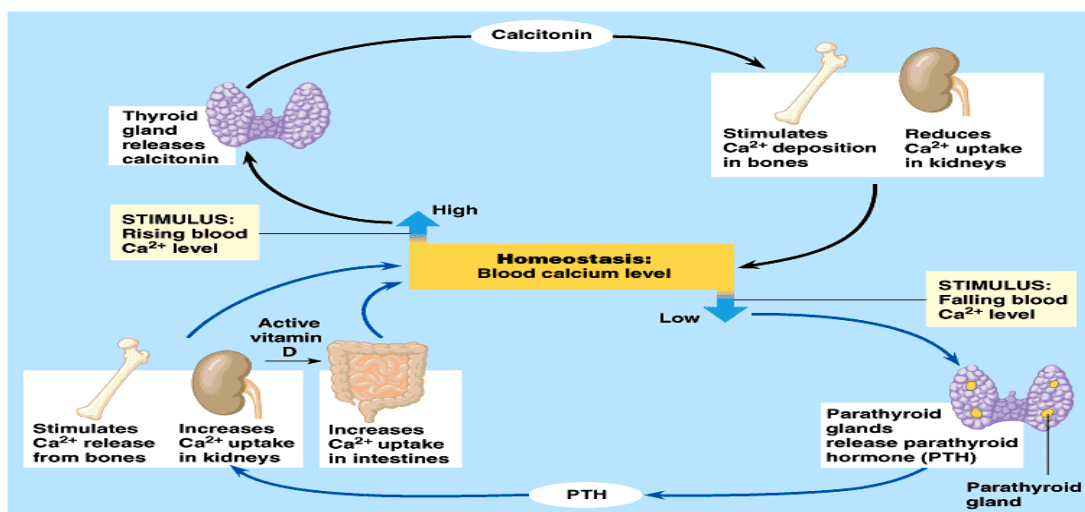 Calcitonin
Thyroid
gland
releases
calcitonin
Stimulates
Ca²⁺ deposition
in bones
Reduces
Ca²⁺ uptake
in kidneys
High
STIMULUS:
Rising blood
Ca²⁺ level
Homeostasis:
Blood calcium level
STIMULUS:
Falling blood
Ca²⁺ level
Low
Active
vitamin
D
Stimulates
Ca²⁺ release
from bones
Increases
Ca²⁺ uptake
in kidneys
Increases
Ca²⁺ uptake
in intestines
Parathyroid
glands
release parathyroid
hormone (PTH)
Parathyroid
gland
PTH